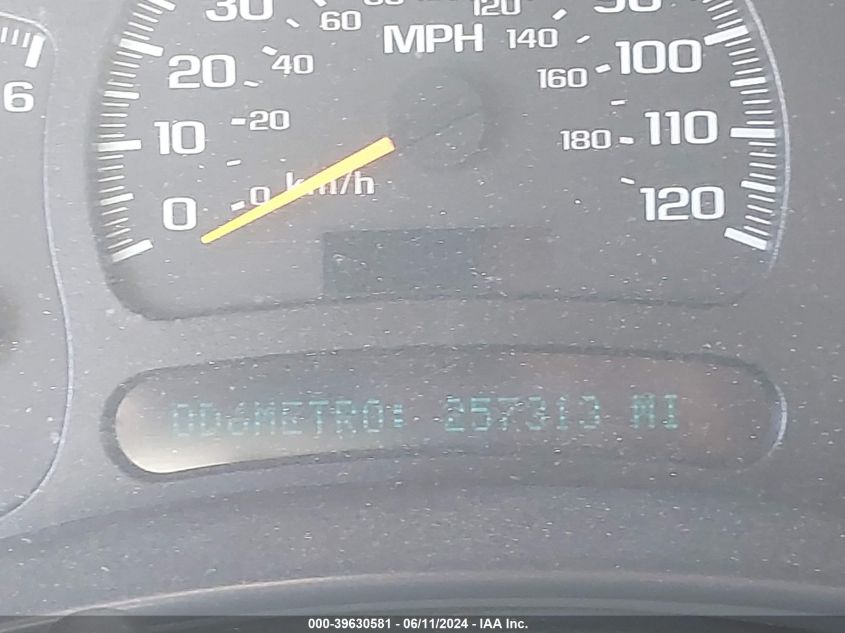 30 60 120 MPH 140
20 40 160 100
6
10 20 180 110
0 0 km/h 120
ODóMETRO: 257313 MI
000-39630581 - 06/11/2024 - IAA Inc.